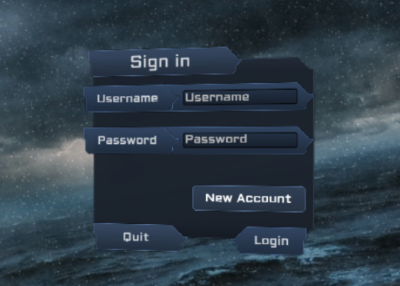 Sign in
Username Username
Password Password
New Account
Quit Login